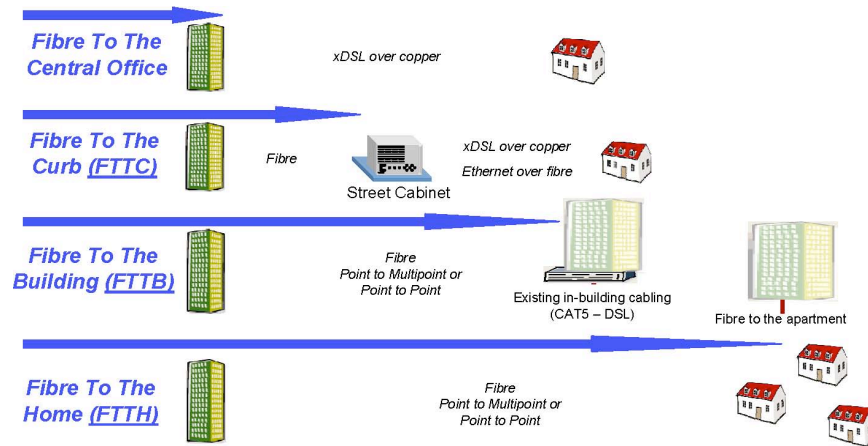 Fibre To The
Central Office
xDSL over copper
Fibre To The
Curb (FTTC)
Fibre
xDSL over copper
Ethernet over fibre
Street Cabinet
Fibre To The
Building (FTTB)
Fibre
Point to Multipoint or
Point to Point
Existing in-building cabling
(CAT5 – DSL)
Fibre to the apartment
Fibre To The
Home (FTTH)
Fibre
Point to Multipoint or
Point to Point